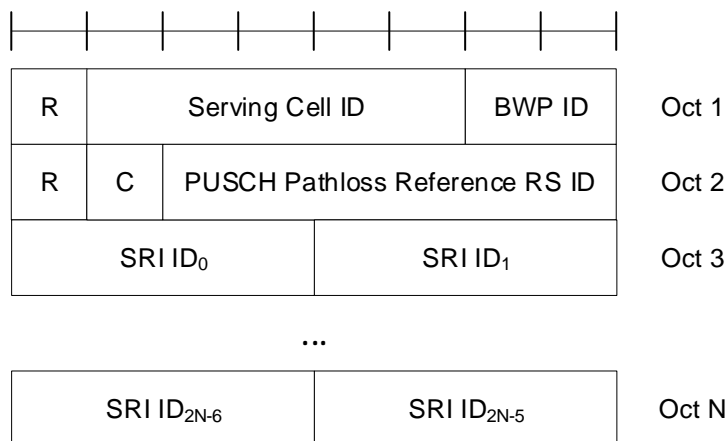 R Serving Cell ID BWP ID Oct 1
R C PUSCH Pathloss Reference RS ID Oct 2
SRI ID₀ SRI ID₁ Oct 3
...
SRI ID₂N-₆ SRI ID₂N-₅ Oct N